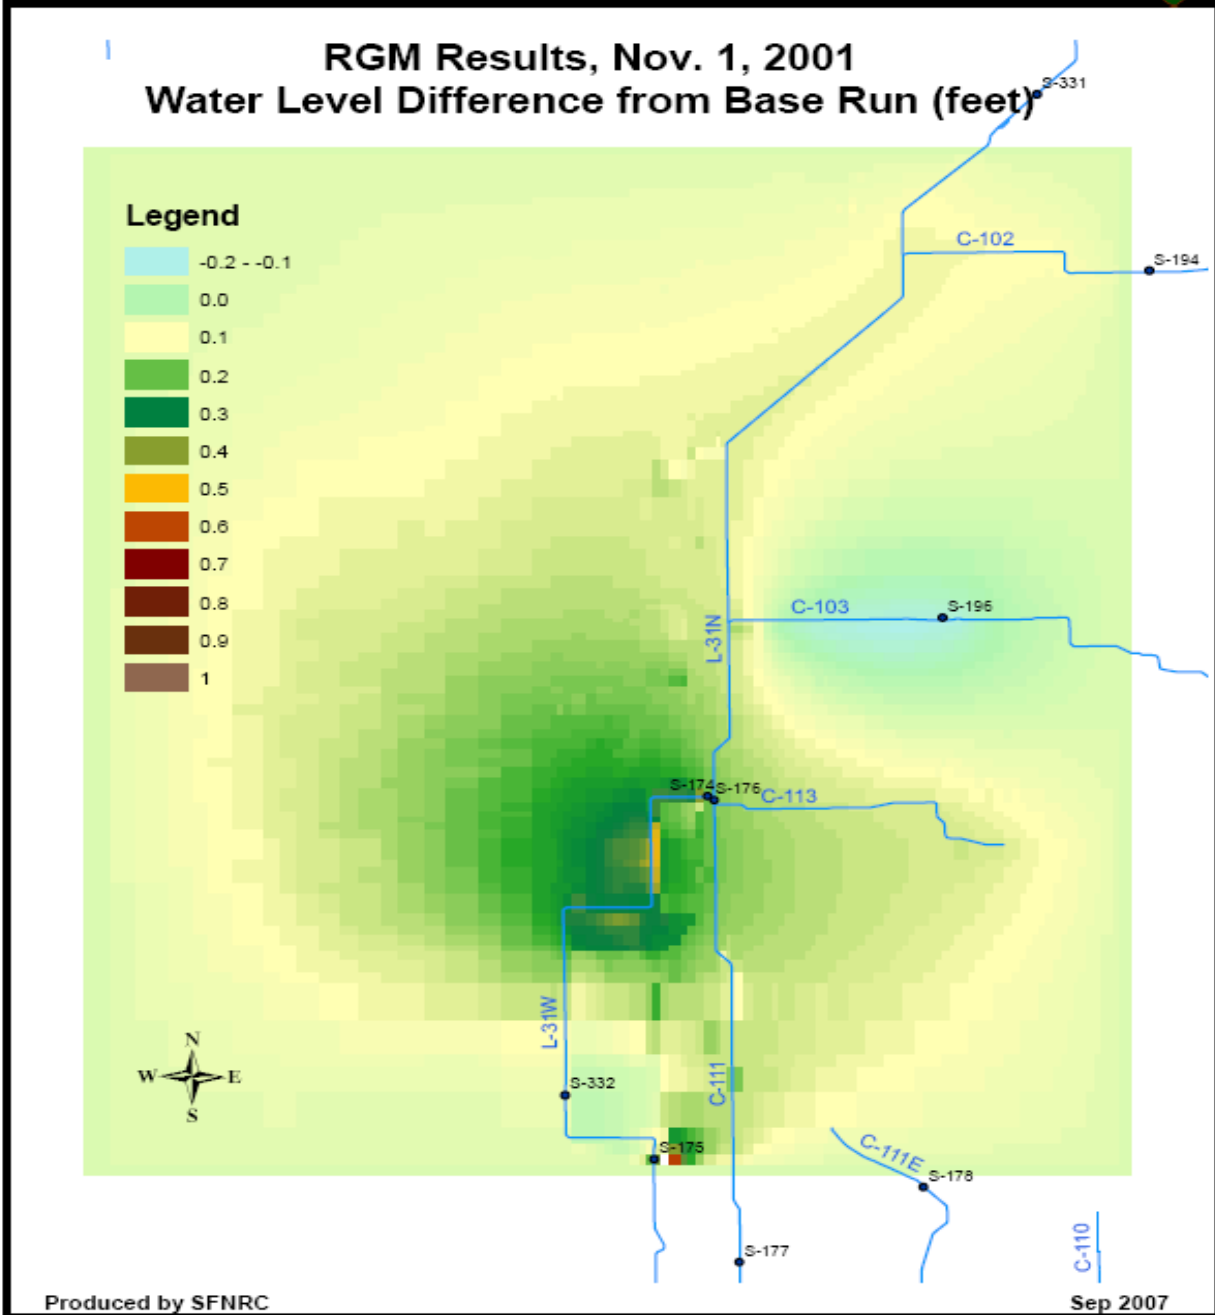 RGM Results, Nov. 1, 2001
Water Level Difference from Base Run (feet)
S-331
Legend
-0.2 - -0.1
0.0
0.1
0.2
0.3
0.4
0.5
0.6
0.7
0.8
0.9
1
C-102
S-194
C-103
S-196
L-31N
S-174
S-176
C-113
L-31W
C-111
N
W
E
S
S-332
S-175
C-111E
S-178
C-110
S-177
Produced by SFNRC
Sep 2007